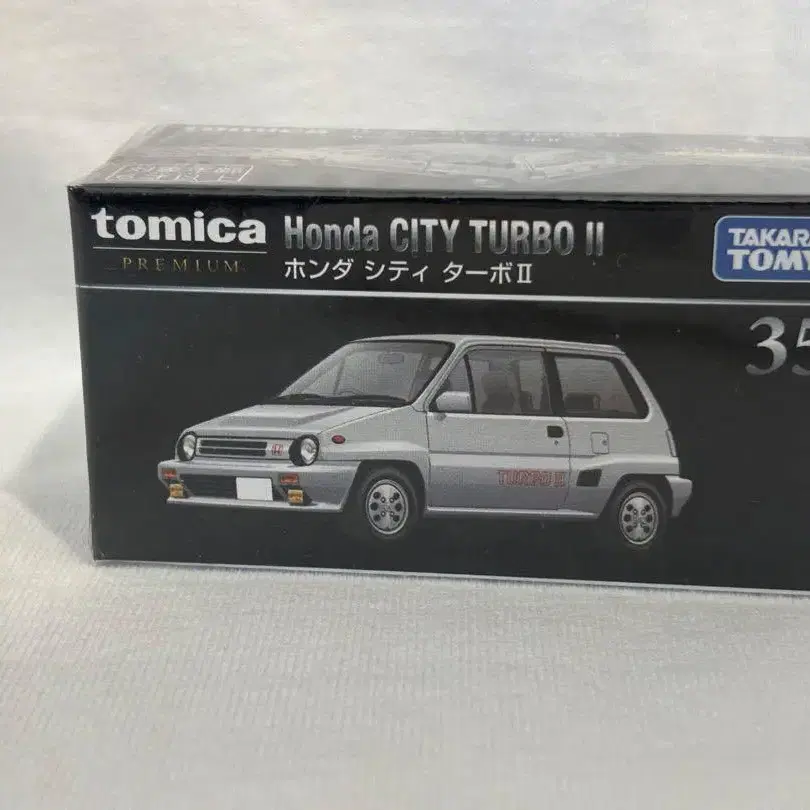 tomica
PREMIUM
Honda CITY TURBO II
ホンダ シティ ターボⅡ
TAKARA
TOMY
35
TURBO II